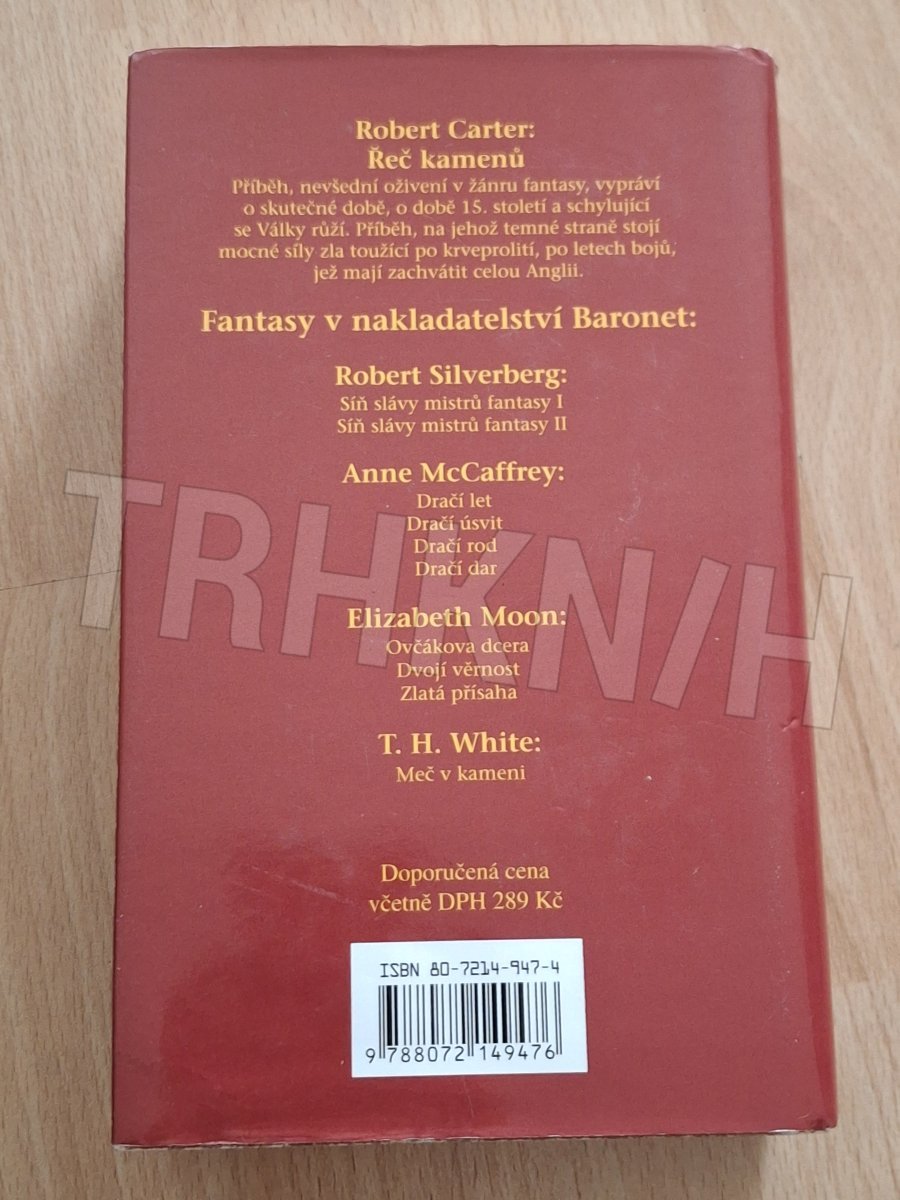 Robert Carter:
Řeč kamenů
Příběh, nevšední oživení v žánru fantasy, vypráví
o skutečné době, o době 15. století a schylující
se Války růží. Příběh, na jehož temné straně stojí
mocné síly zla toužící po krveprolití, po letech bojů,
jež mají zachvátit celou Anglii.
Fantasy v nakladatelství Baronet:
Robert Silverberg:
Síň slávy mistrů fantasy I
Síň slávy mistrů fantasy II
Anne McCaffrey:
Dračí let
Dračí úsvit
Dračí rod
Dračí dar
TRHKNIH
Elizabeth Moon:
Ovčákova dcera
Dvojí věrnost
Zlatá přísaha
T. H. White:
Meč v kameni
Doporučená cena
včetně DPH 289 Kč
ISBN 80-7214-947-4
9 788072 149476